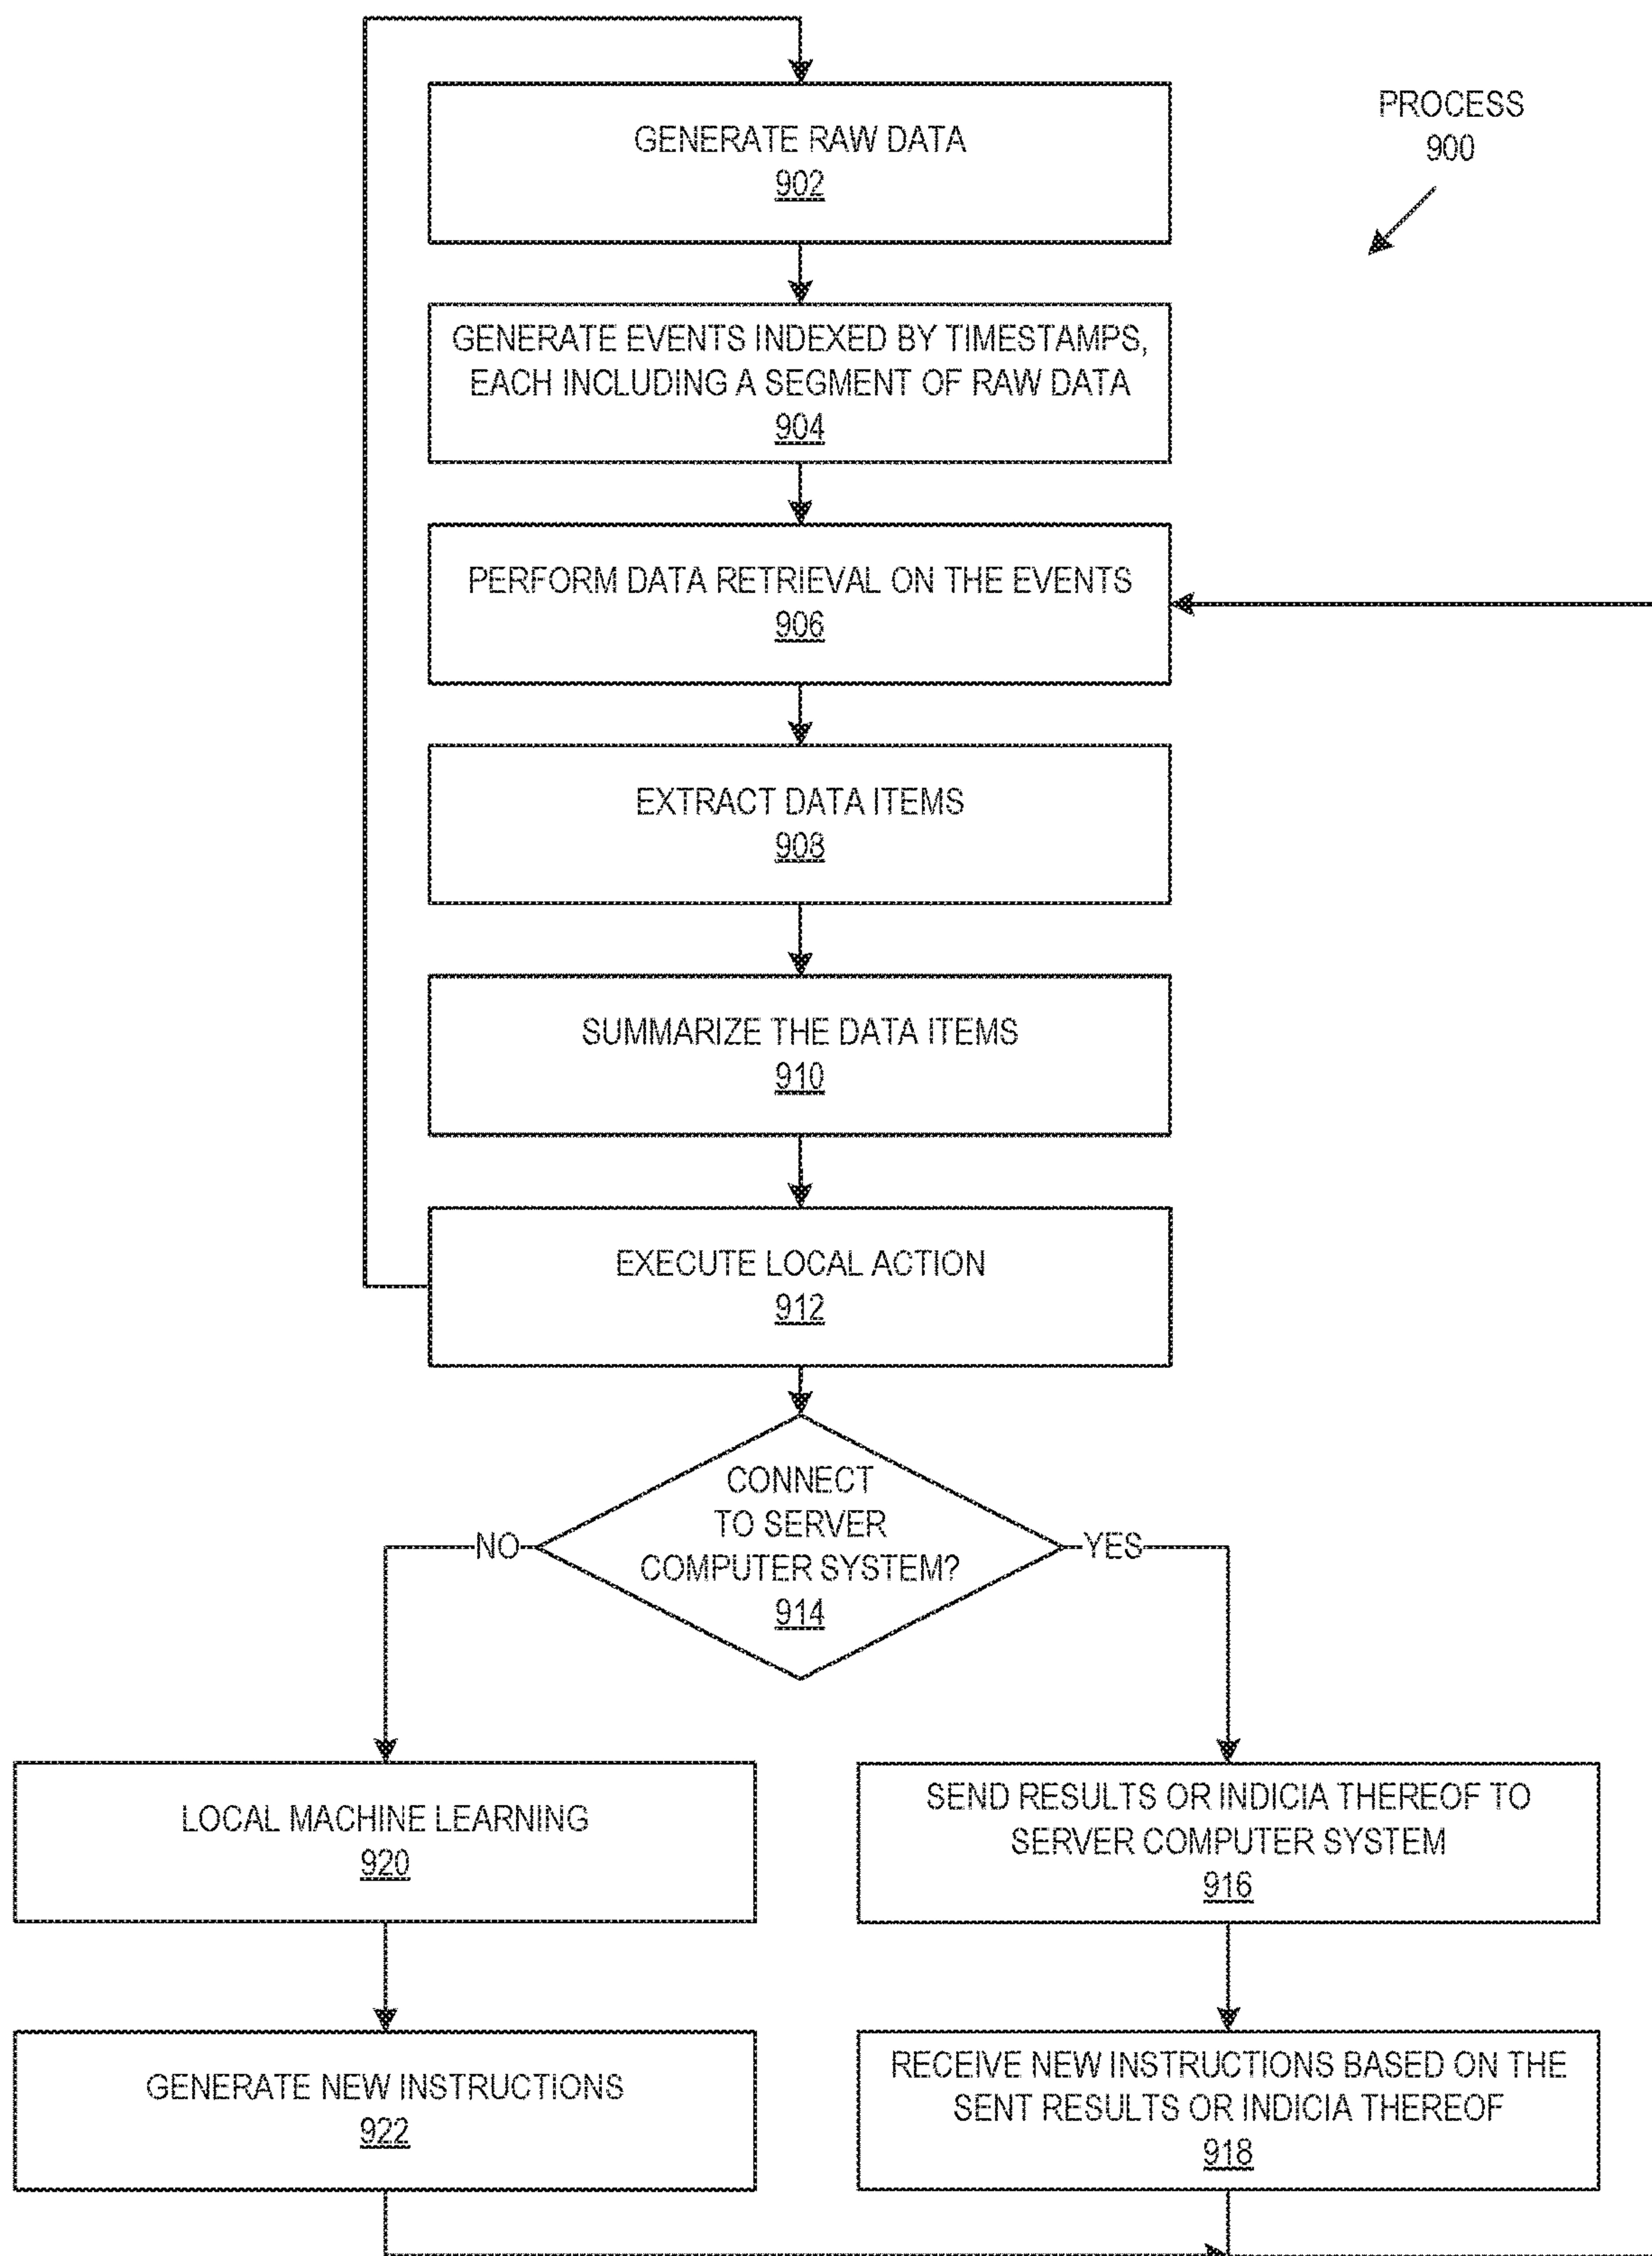 PROCESS
900
GENERATE RAW DATA
902
GENERATE EVENTS INDEXED BY TIMESTAMPS,
EACH INCLUDING A SEGMENT OF RAW DATA
904
PERFORM DATA RETRIEVAL ON THE EVENTS
906
EXTRACT DATA ITEMS
908
SUMMARIZE THE DATA ITEMS
910
EXECUTE LOCAL ACTION
912
CONNECT
TO SERVER
COMPUTER SYSTEM?
914
NO
YES
LOCAL MACHINE LEARNING
920
SEND RESULTS OR INDICIA THEREOF TO
SERVER COMPUTER SYSTEM
916
GENERATE NEW INSTRUCTIONS
922
RECEIVE NEW INSTRUCTIONS BASED ON THE
SENT RESULTS OR INDICIA THEREOF
918